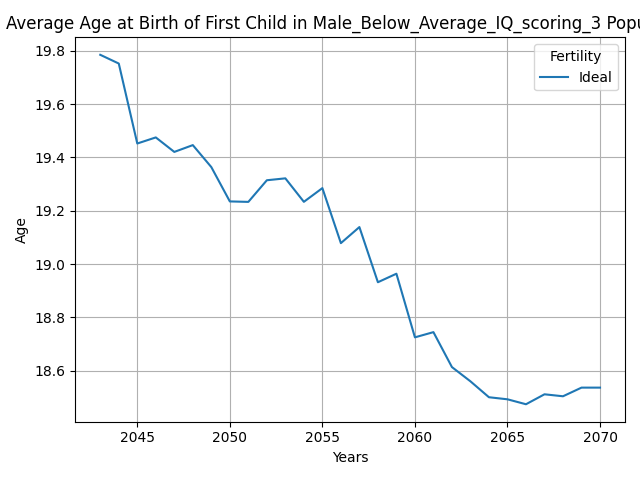 Average Age at Birth of First Child in Male_Below_Average_IQ_scoring_3 Popu
19.8
19.6
19.4
19.2
19.0
18.8
18.6
Age
Fertility
Ideal
2045 2050 2055 2060 2065 2070
Years